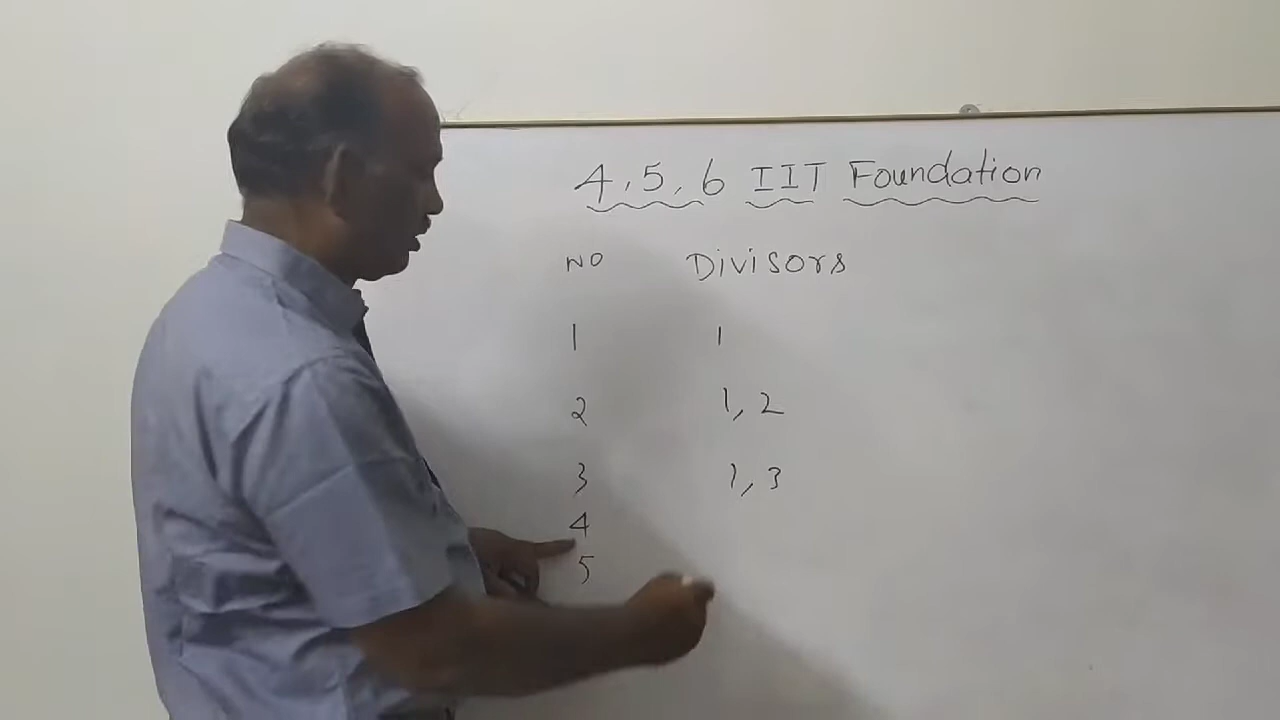 4, 5, 6 IIT Foundation
NO Divisors
1 1
2 1, 2
3 1, 3
4
5